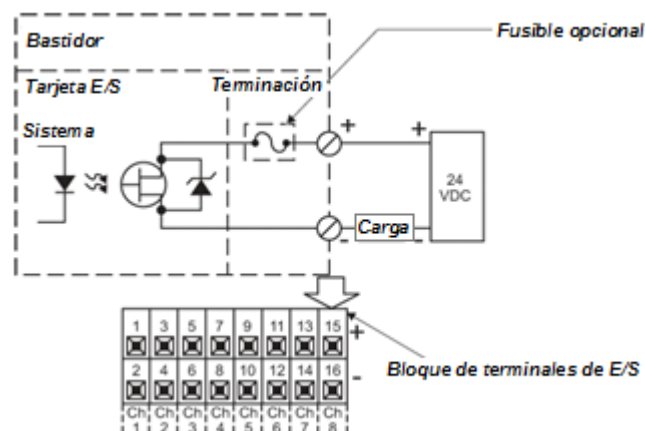 Bastidor
Fusible opcional
Tarjeta E/S
Terminación
Sistema
+ +
24
VDC
- Carga -
1 3 5 7 9 11 13 15 +
2 4 6 8 10 12 14 16 -
Bloque de terminales de E/S
Ch Ch Ch Ch Ch Ch Ch Ch
1 2 3 4 5 6 7 8